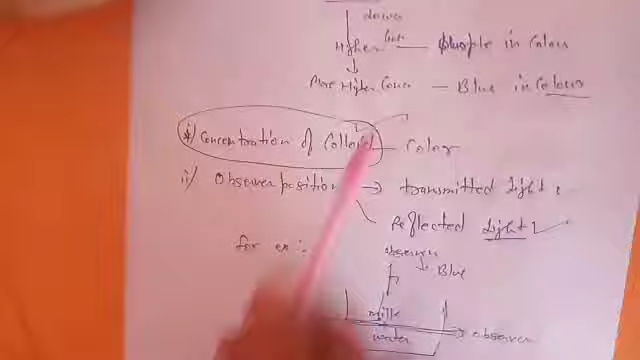 Higher — purple in colour
More Higher Conc — Blue in Colour
i) Concentration of Colloid — Color
ii) Observer position → transmitted light
Reflected light
for ex :-
observer
Blue
milk
water → observer